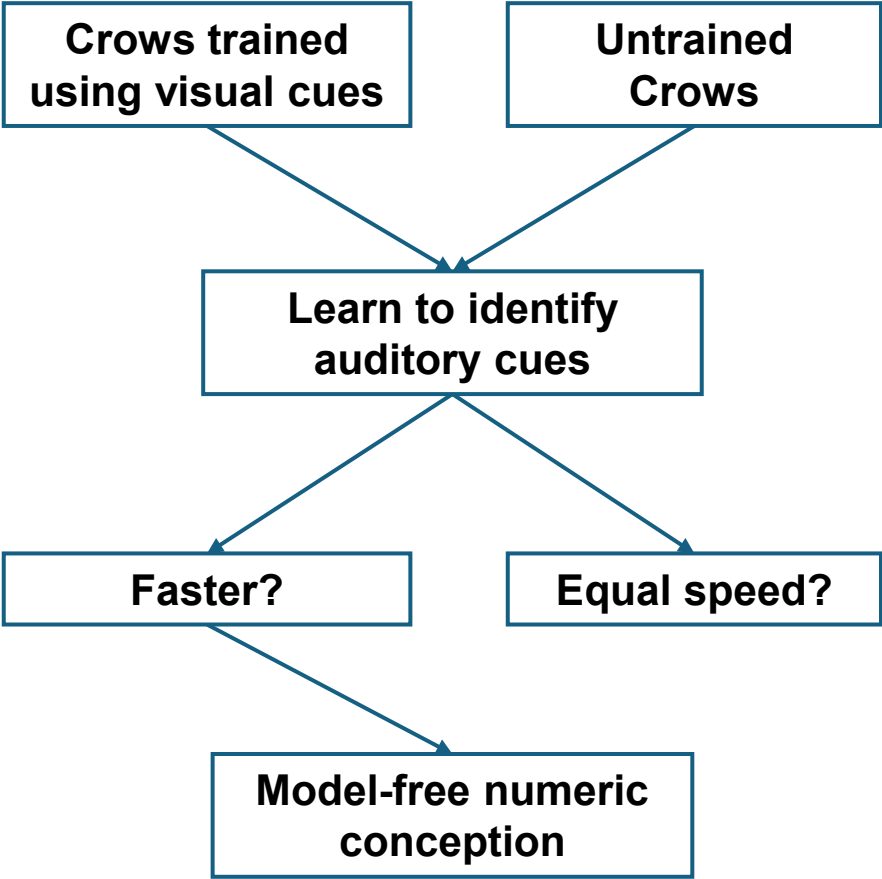 Crows trained
using visual cues
Untrained
Crows
Learn to identify
auditory cues
Faster?
Equal speed?
Model-free numeric
conception